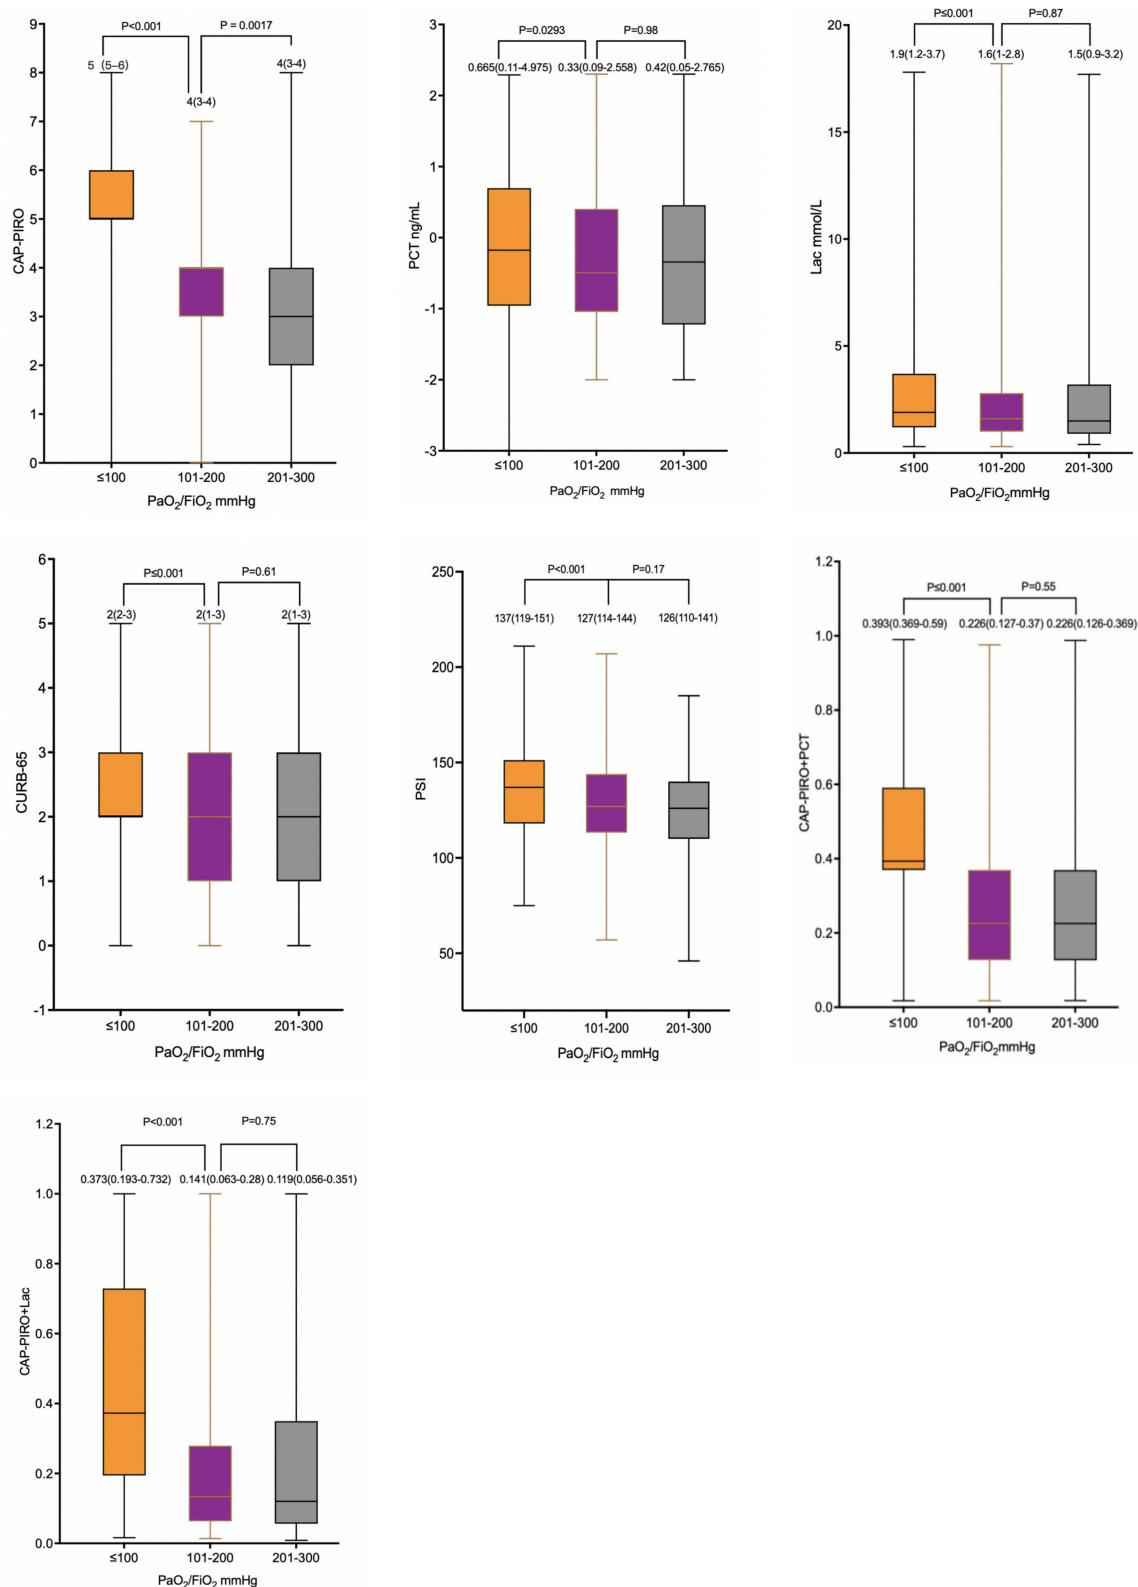 P<0.001 P = 0.0017
5 (5–6) 4(3-4)
4(3-4)
9
8
7
6
5
4
3
2
1
0
CAP-PIRO
≤100 101-200 201-300
PaO2/FiO2 mmHg
P=0.0293 P=0.98
0.665(0.11-4.975) 0.33(0.09-2.558) 0.42(0.05-2.765)
3
2
1
0
-1
-2
-3
PCT ng/mL
≤100 101-200 201-300
PaO2/FiO2 mmHg
P≤0.001 P=0.87
1.9(1.2-3.7) 1.6(1-2.8) 1.5(0.9-3.2)
20
15
10
5
0
Lac mmol/L
≤100 101-200 201-300
PaO2/FiO2mmHg
P≤0.001 P=0.61
2(2-3) 2(1-3) 2(1-3)
6
5
4
3
2
1
0
-1
CURB-65
≤100 101-200 201-300
PaO2/FiO2 mmHg
P<0.001 P=0.17
137(119-151) 127(114-144) 126(110-141)
250
200
150
100
50
PSI
≤100 101-200 201-300
PaO2/FiO2 mmHg
P≤0.001 P=0.55
0.393(0.369-0.59) 0.226(0.127-0.37) 0.226(0.126-0.369)
1.2
1.0
0.8
0.6
0.4
0.2
0.0
CAP-PIRO+PCT
≤100 101-200 201-300
PaO2/FiO2mmHg
P<0.001 P=0.75
0.373(0.193-0.732) 0.141(0.063-0.28) 0.119(0.056-0.351)
1.2
1.0
0.8
0.6
0.4
0.2
0.0
CAP-PIRO+Lac
≤100 101-200 201-300
PaO2/FiO2 mmHg